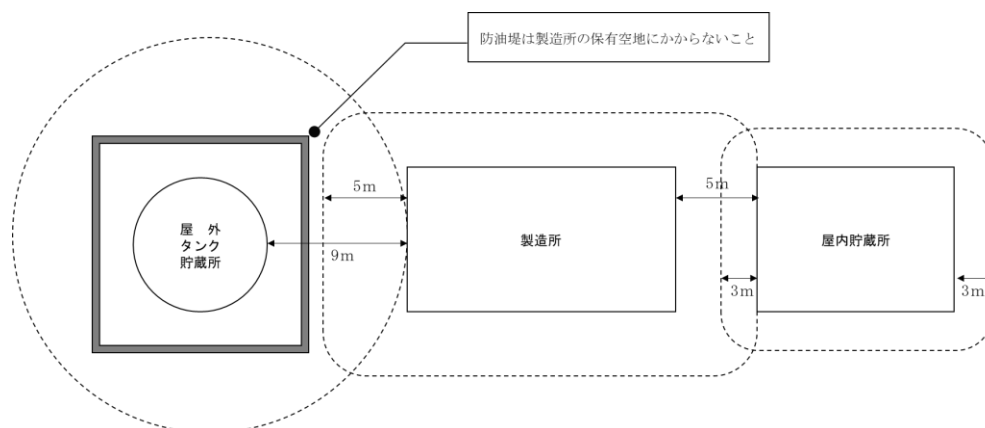 防油堤は製造所の保有空地にかからないこと
5m
5m
屋　外
タンク
貯蔵所
製造所
屋内貯蔵所
9m
3m
3m